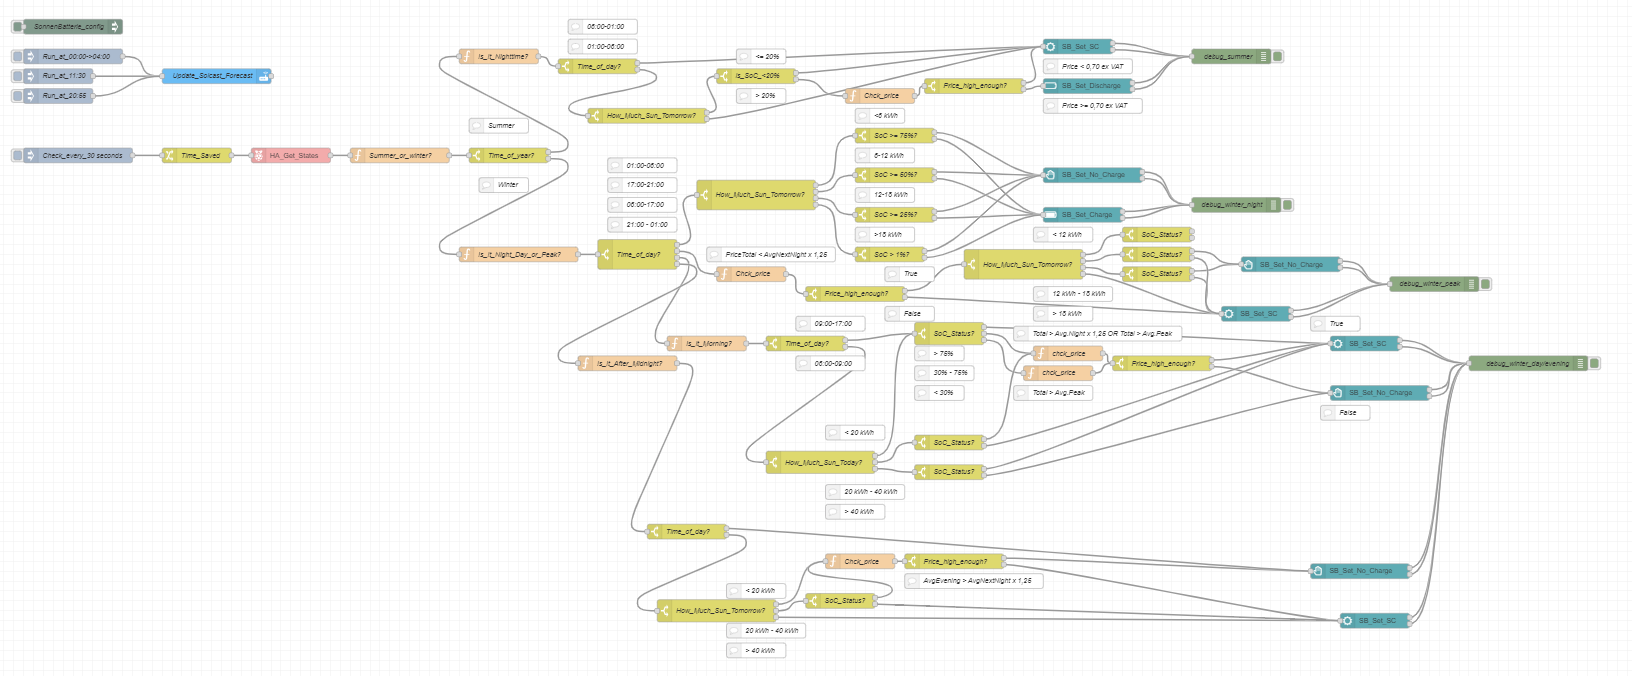 SonnenBatterie_config
Run_at_00:00->04:00
Run_at_11:30
Run_at_20:55
Update_Solcast_Forecast
Check_every_30 seconds
Time_Saved
HA_Get_States
Summer_or_winter?
Time_of_year?
Summer
Winter
06:00-01:00
01:00-06:00
Is_it_Nighttime?
Time_of_day?
<= 20%
Is_SoC_<20%
> 20%
How_Much_Sun_Tomorrow?
Chck_price
Price_high_enough?
SB_Set_SC
Price < 0,70 ex VAT
SB_Set_Discharge
Price >= 0,70 ex VAT
debug_summer
01:00-06:00
17:00-21:00
06:00-17:00
21:00 - 01:00
Is_it_Night_Day_or_Peak?
Time_of_day?
How_Much_Sun_Tomorrow?
<6 kWh
SoC >= 75%?
6-12 kWh
SoC >= 50%?
12-15 kWh
SoC >= 25%?
>15 kWh
SoC > 1%?
SB_Set_No_Charge
SB_Set_Charge
debug_winter_night
PriceTotal < AvgNextNight x 1,25
Chck_price
Price_high_enough?
True
False
< 12 kWh
How_Much_Sun_Tomorrow?
12 kWh - 15 kWh
> 15 kWh
SoC_Status?
SoC_Status?
SoC_Status?
SB_Set_No_Charge
SB_Set_SC
debug_winter_peak
Is_it_Morning?
09:00-17:00
Time_of_day?
06:00-09:00
Is_it_After_Midnight?
SoC_Status?
> 75%
30% - 75%
< 30%
Total > Avg.Night x 1,25 OR Total > Avg.Peak
chck_price
chck_price
Total > Avg.Peak
Price_high_enough?
True
SB_Set_SC
SB_Set_No_Charge
False
debug_winter_day/evening
< 20 kWh
How_Much_Sun_Today?
20 kWh - 40 kWh
> 40 kWh
SoC_Status?
SoC_Status?
Time_of_day?
< 20 kWh
How_Much_Sun_Tomorrow?
20 kWh - 40 kWh
> 40 kWh
Chck_price
Price_high_enough?
AvgEvening > AvgNextNight x 1,25
SoC_Status?
SB_Set_No_Charge
SB_Set_SC